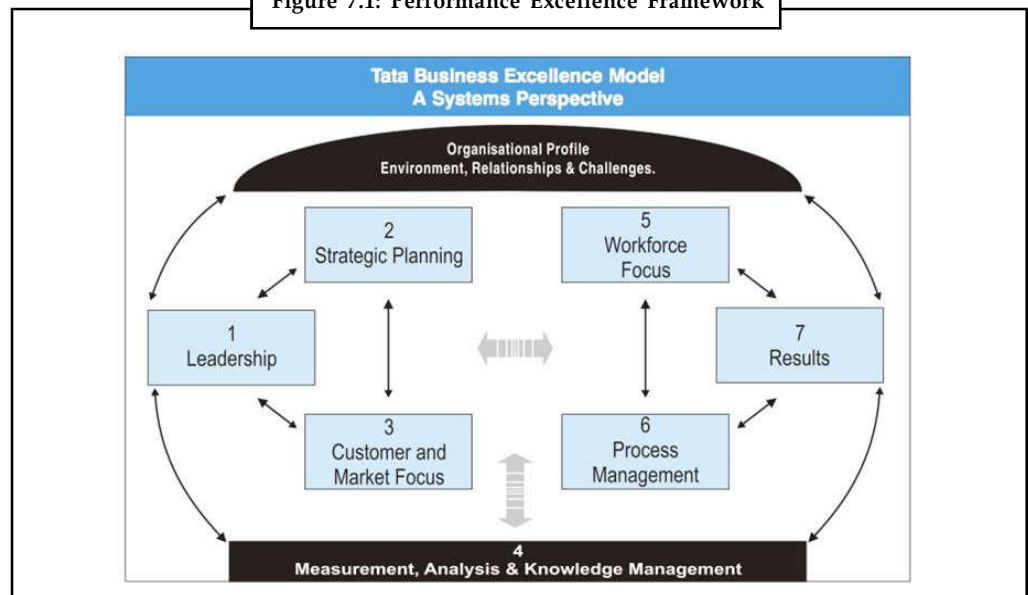 Figure 7.1: Performance Excellence Framework
Tata Business Excellence Model
A Systems Perspective
Organisational Profile
Environment, Relationships & Challenges.
2
Strategic Planning
5
Workforce
Focus
1
Leadership
7
Results
3
Customer and
Market Focus
6
Process
Management
4
Measurement, Analysis & Knowledge Management